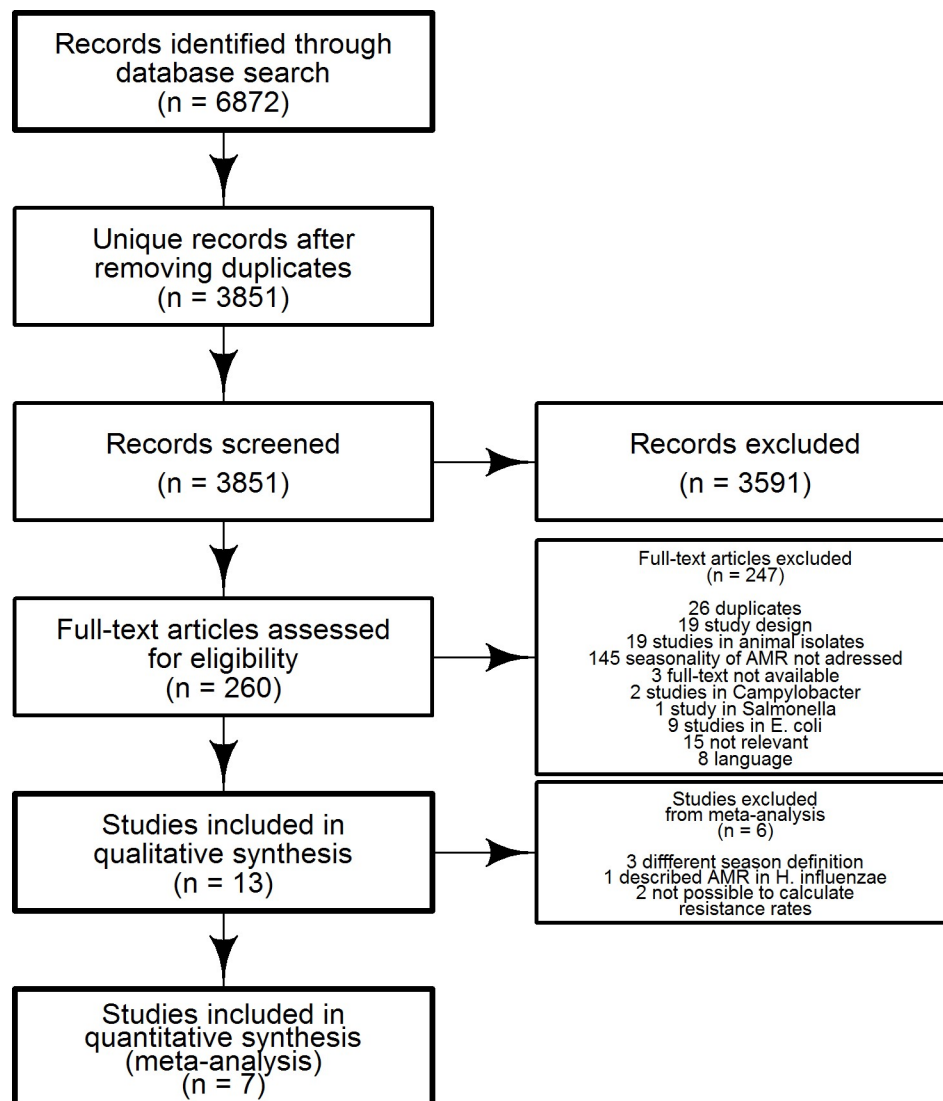 Records identified through
database search
(n = 6872)
Unique records after
removing duplicates
(n = 3851)
Records screened
(n = 3851)
Records excluded
(n = 3591)
Full-text articles assessed
for eligibility
(n = 260)
Full-text articles excluded
(n = 247)
26 duplicates
19 study design
19 studies in animal isolates
145 seasonality of AMR not adressed
3 full-text not available
2 studies in Campylobacter
1 study in Salmonella
9 studies in E. coli
15 not relevant
8 language
Studies included in
qualitative synthesis
(n = 13)
Studies excluded
from meta-analysis
(n = 6)
3 diffferent season definition
1 described AMR in H. influenzae
2 not possible to calculate
resistance rates
Studies included in
quantitative synthesis
(meta-analysis)
(n = 7)